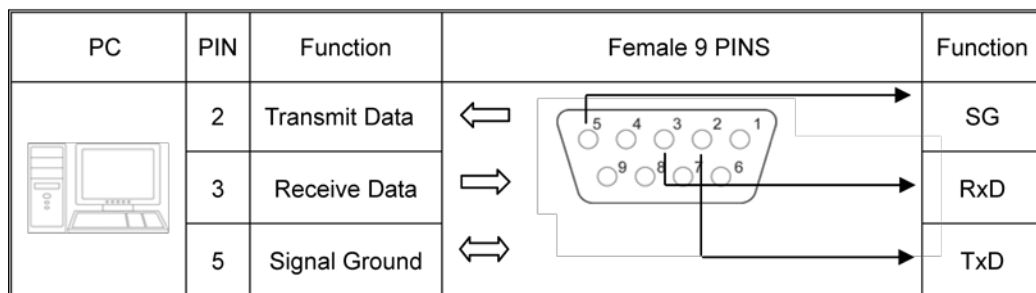 PC PIN Function Female 9 PINS Function
2 Transmit Data SG
5 4 3 2 1
9 8 7 6
3 Receive Data RxD
5 Signal Ground TxD